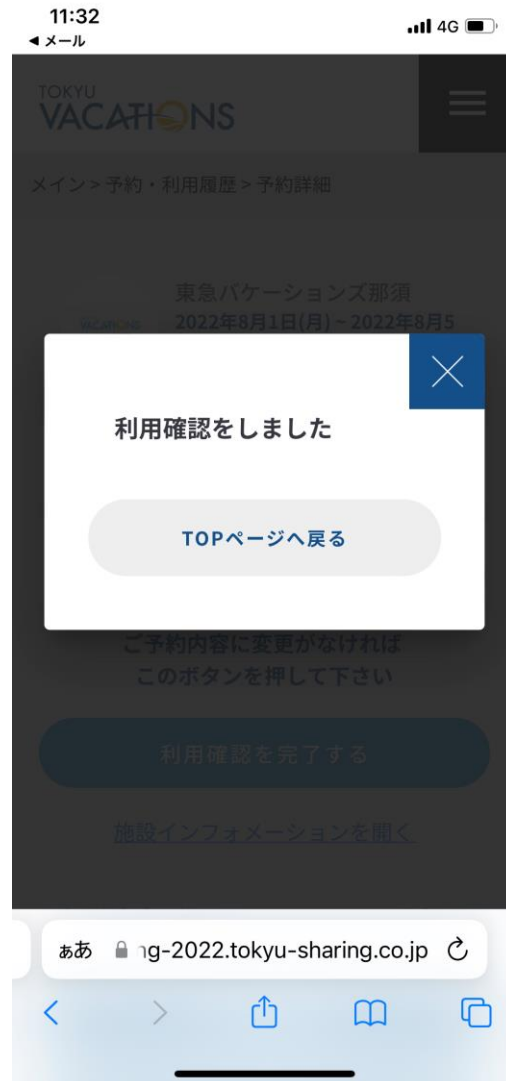 11:32
4G
◀ メール
TOKYU
VACATIONS
メイン > 予約・利用履歴 > 予約詳細
東急バケーションズ那須
VACATIONS
2022年8月1日(月) ~ 2022年8月5
利用確認をしました
TOPページへ戻る
ご予約内容に変更がなければ
このボタンを押して下さい
利用確認を完了する
施設インフォメーションを開く
ぁあ
ng-2022.tokyu-sharing.co.jp